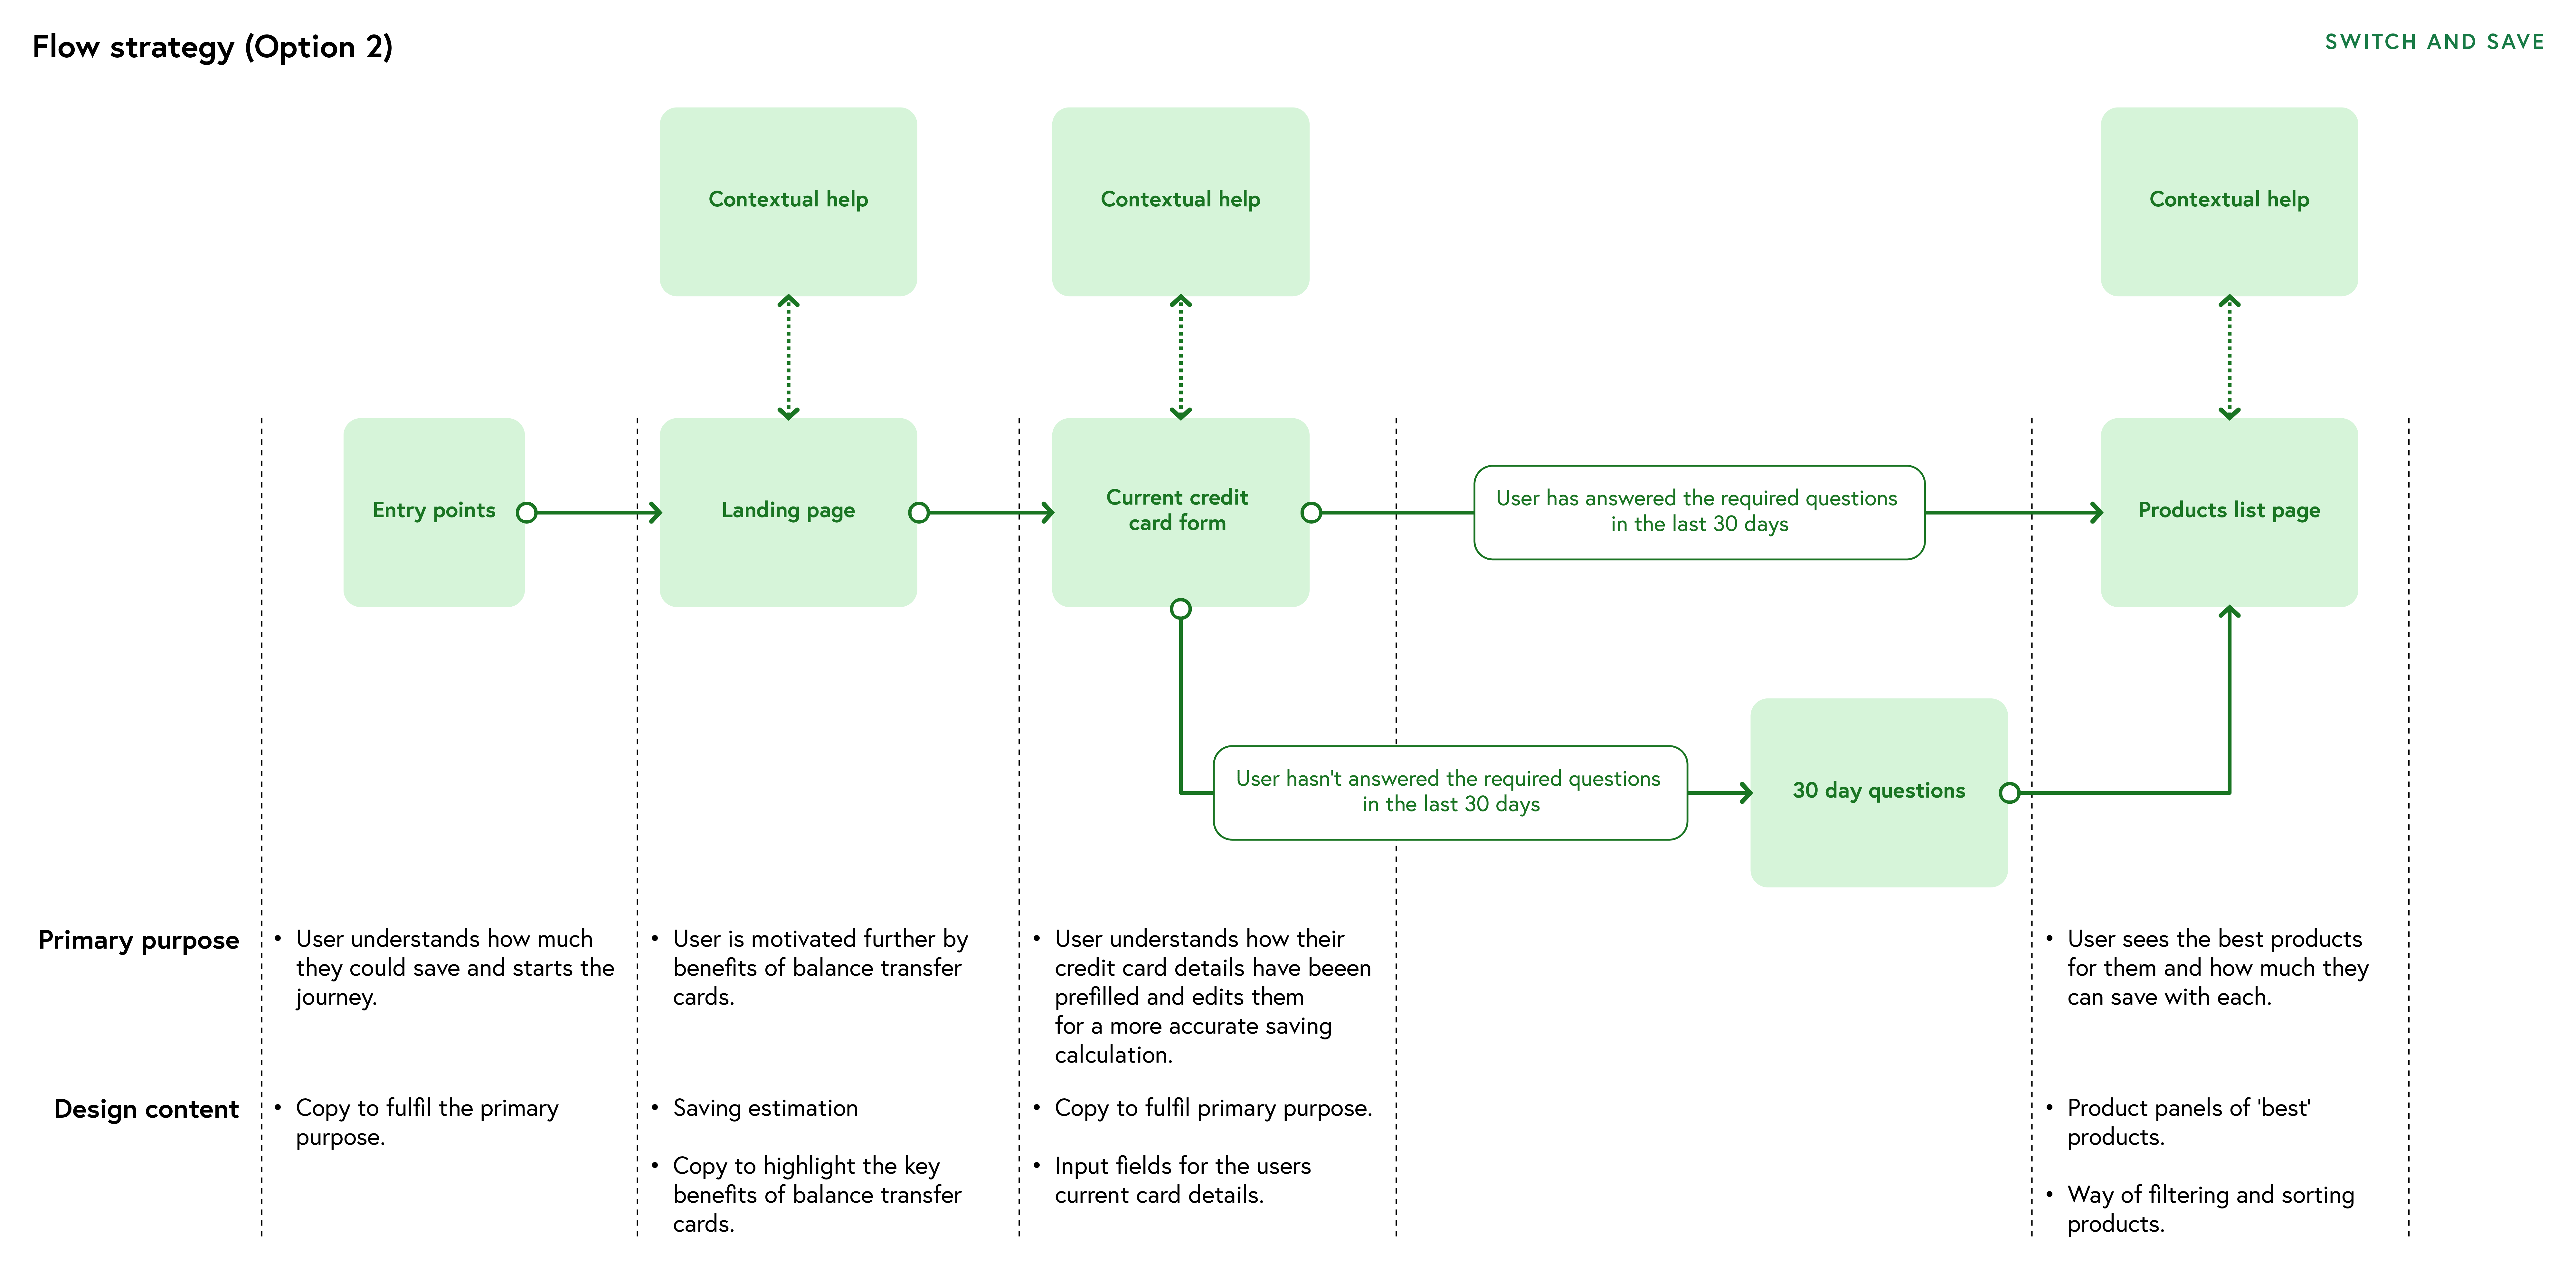 Flow strategy (Option 2)
SWITCH AND SAVE
Contextual help
Contextual help
Contextual help
Entry points
Landing page
Current credit
card form
User has answered the required questions
in the last 30 days
Products list page
User hasn't answered the required questions
in the last 30 days
30 day questions
Primary purpose
• User understands how much
they could save and starts the
journey.
• User is motivated further by
benefits of balance transfer
cards.
• User understands how their
credit card details have beeen
prefilled and edits them
for a more accurate saving
calculation.
• User sees the best products
for them and how much they
can save with each.
Design content
• Copy to fulfil the primary
purpose.
• Saving estimation
• Copy to highlight the key
benefits of balance transfer
cards.
• Copy to fulfil primary purpose.
• Input fields for the users
current card details.
• Product panels of 'best'
products.
• Way of filtering and sorting
products.